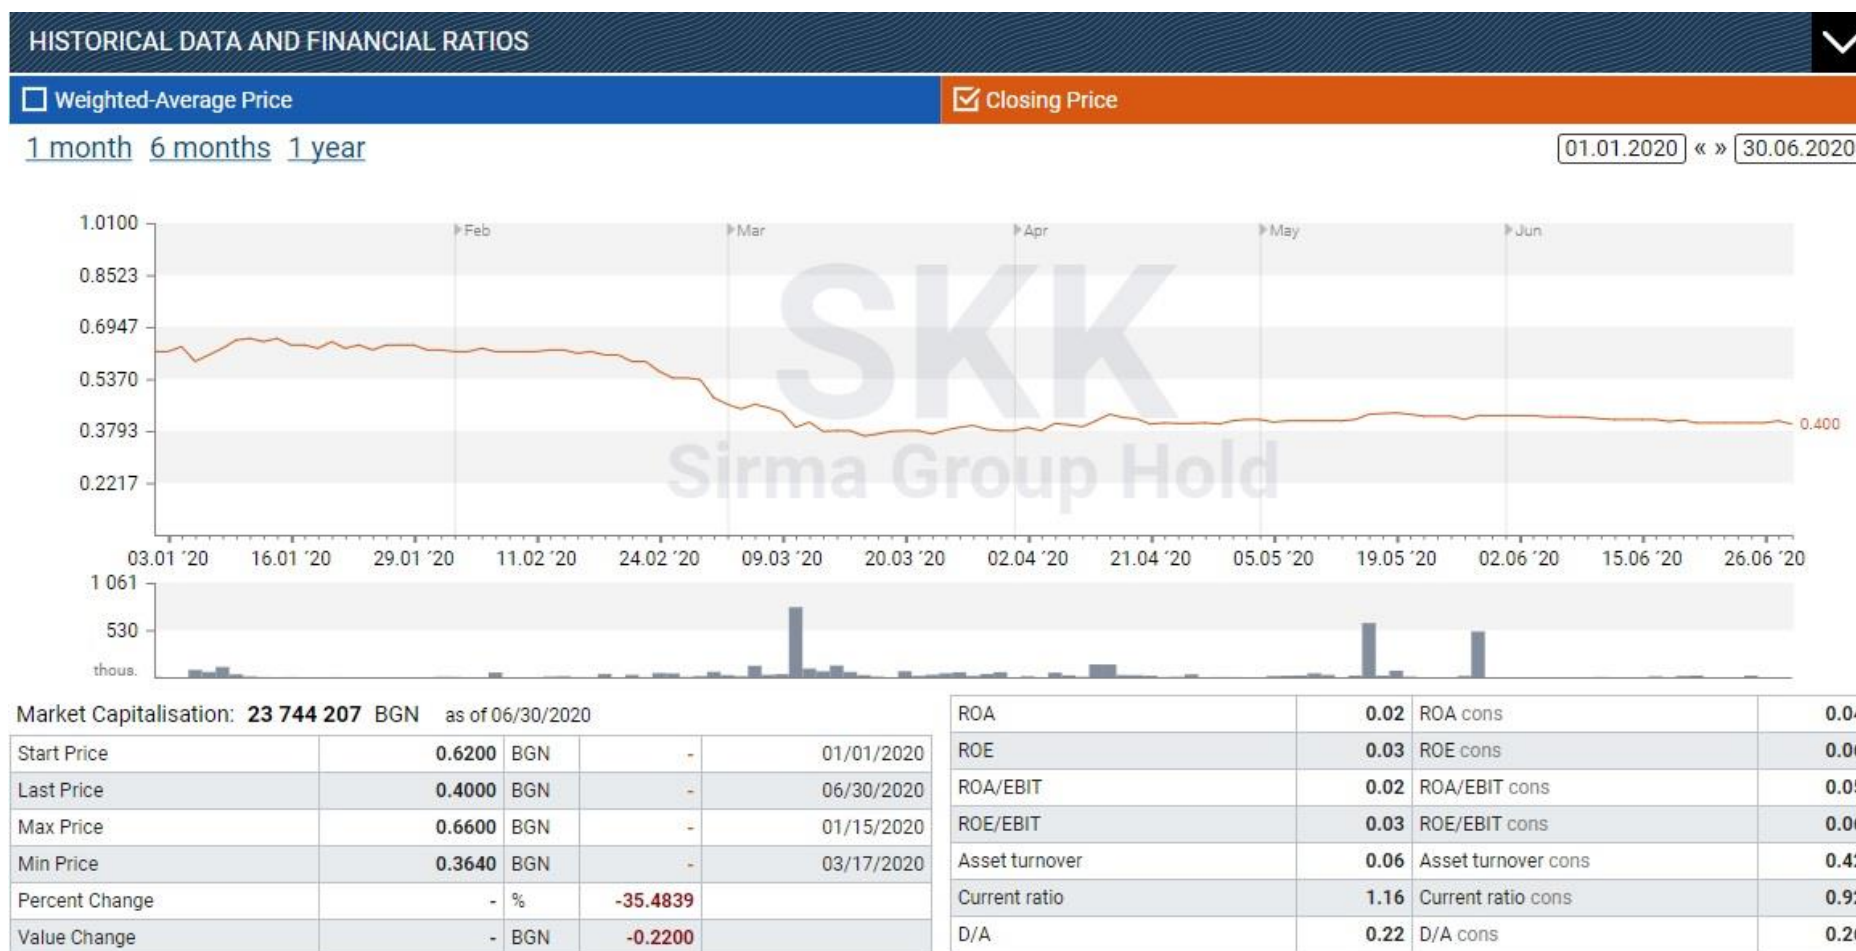 HISTORICAL DATA AND FINANCIAL RATIOS
Weighted-Average Price
Closing Price
1 month 6 months 1 year
01.01.2020 « » 30.06.2020
1.0100
0.8523
0.6947
0.5370
0.3793
0.2217
Feb Mar Apr May Jun
SKK
Sirma Group Hold
0.400
03.01 ´20 16.01 ´20 29.01 ´20 11.02 ´20 24.02 ´20 09.03 ´20 20.03 ´20 02.04 ´20 21.04 ´20 05.05 ´20 19.05 ´20 02.06 ´20 15.06 ´20 26.06 ´20
1 061
530
thous.
Market Capitalisation: 23 744 207 BGN as of 06/30/2020
Start Price 0.6200 BGN - 01/01/2020
Last Price 0.4000 BGN - 06/30/2020
Max Price 0.6600 BGN - 01/15/2020
Min Price 0.3640 BGN - 03/17/2020
Percent Change - % -35.4839
Value Change - BGN -0.2200
ROA 0.02 ROA cons
ROE 0.03 ROE cons
ROA/EBIT 0.02 ROA/EBIT cons
ROE/EBIT 0.03 ROE/EBIT cons
Asset turnover 0.06 Asset turnover cons
Current ratio 1.16 Current ratio cons
D/A 0.22 D/A cons